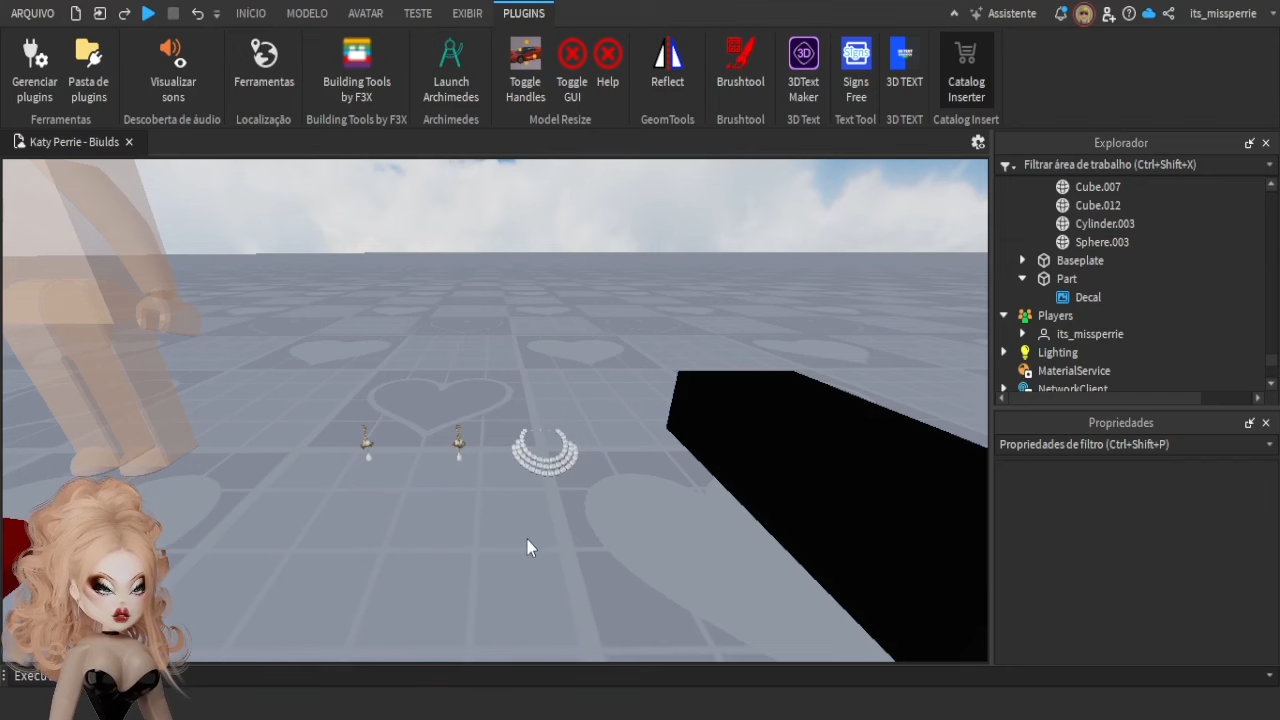 ARQUIVO
INÍCIO
MODELO
AVATAR
TESTE
EXIBIR
PLUGINS
Assistente
its_missperrie
Gerenciar plugins
Pasta de plugins
Visualizar sons
Ferramentas
Building Tools by F3X
Launch Archimedes
Toggle Handles
Toggle GUI
Help
Reflect
Brushtool
3D
3DText Maker
Signs
Signs Free
3D TEXT
Catalog Inserter
Ferramentas
Descoberta de áudio
Localização
Building Tools by F3X
Archimedes
Model Resize
GeomTools
Brushtool
3D Text
Text Tool
3D TEXT
Catalog Insert
Katy Perrie - Biulds
Explorador
Filtrar área de trabalho (Ctrl+Shift+X)
Cube.007
Cube.012
Cylinder.003
Sphere.003
Baseplate
Part
Decal
Players
its_missperrie
Lighting
MaterialService
NetworkClient
Propriedades
Propriedades de filtro (Ctrl+Shift+P)
Execu